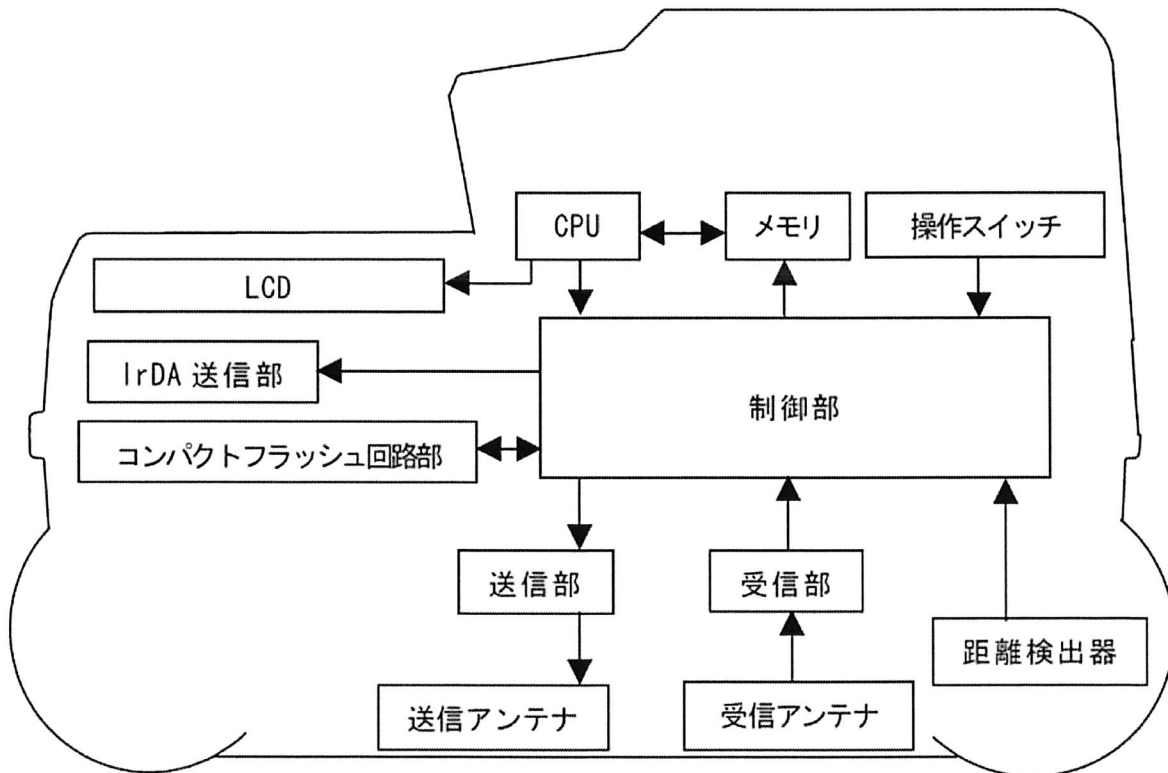 CPU
メモリ
操作スイッチ
LCD
IrDA 送信部
制御部
コンパクトフラッシュ回路部
送信部
受信部
距離検出器
送信アンテナ
受信アンテナ